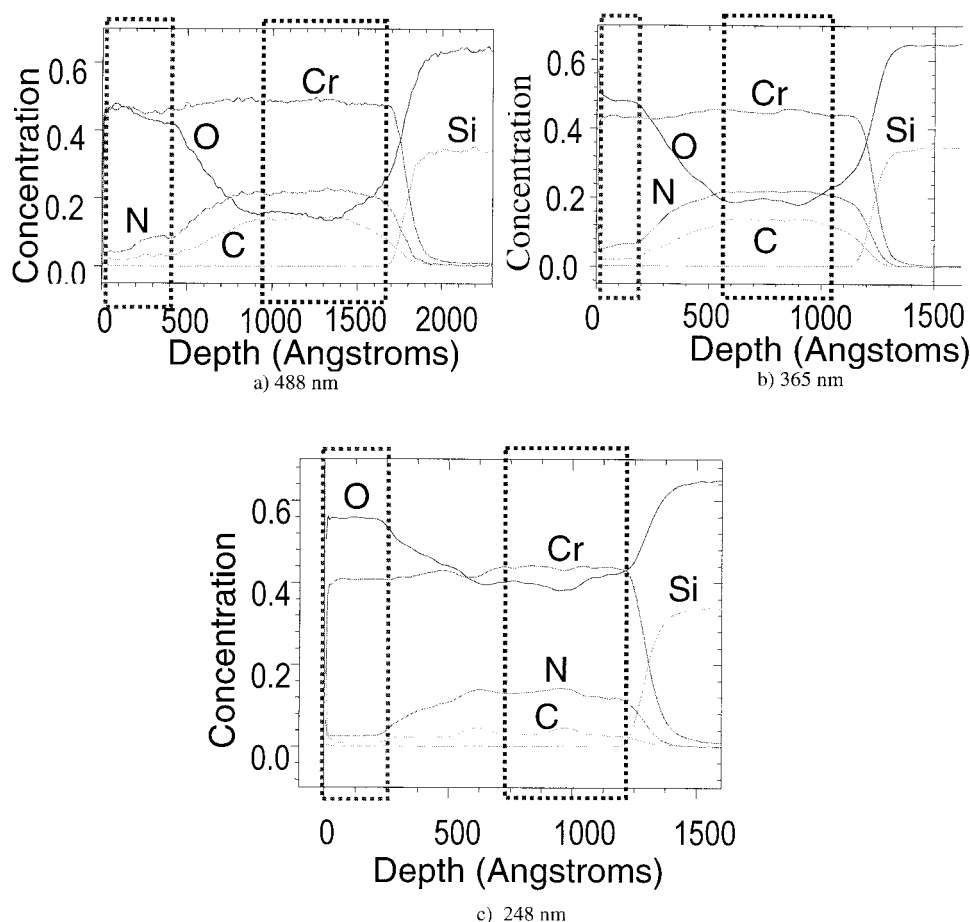 Concentration
0.6
0.4
0.2
0.0
Cr
O
Si
N
C
0 500 1000 1500 2000
Depth (Angstroms)
a) 488 nm
Concentration
0.6
0.4
0.2
0.0
Cr
Si
O
N
C
0 500 1000 1500
Depth (Angstoms)
b) 365 nm
Concentration
0.6
0.4
0.2
0.0
O
Cr
Si
N
C
0 500 1000 1500
Depth (Angstroms)
c) 248 nm